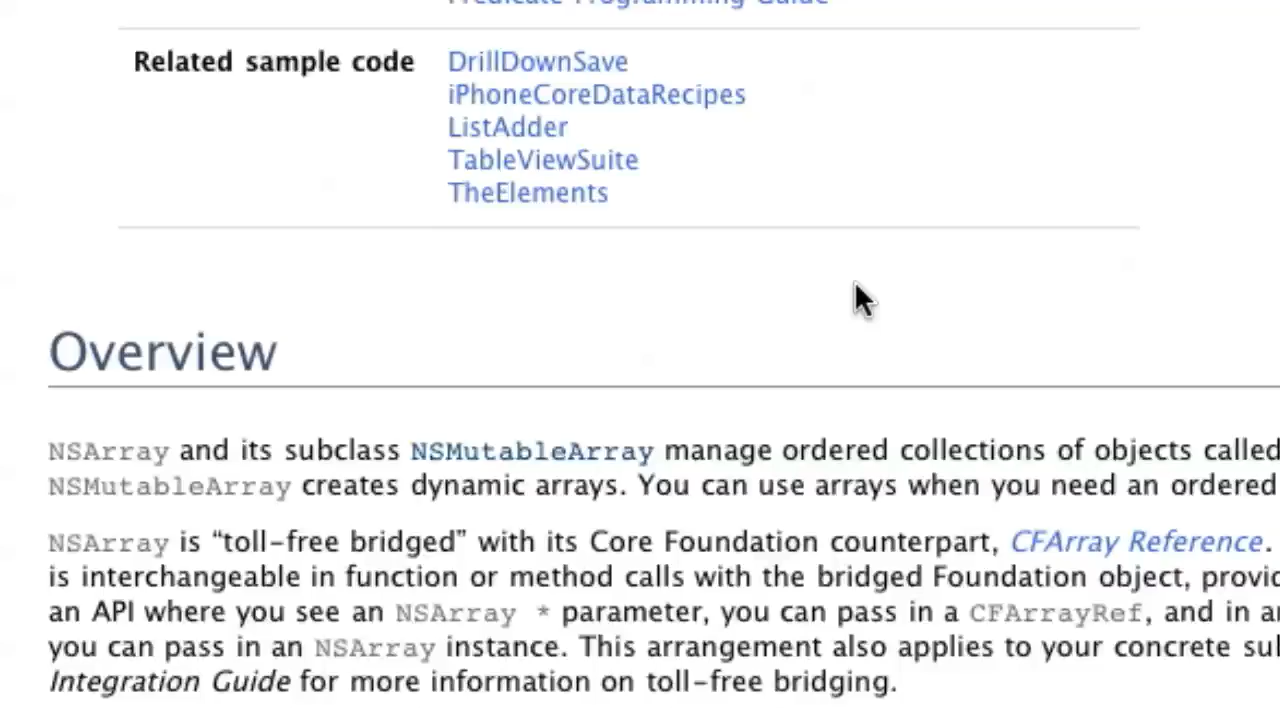 Predicate Programming Guide
Related sample code DrillDownSave
iPhoneCoreDataRecipes
ListAdder
TableViewSuite
TheElements
Overview
NSArray and its subclass NSMutableArray manage ordered collections of objects called
NSMutableArray creates dynamic arrays. You can use arrays when you need an ordered
NSArray is “toll-free bridged” with its Core Foundation counterpart, CFArray Reference.
is interchangeable in function or method calls with the bridged Foundation object, provid
an API where you see an NSArray * parameter, you can pass in a CFArrayRef, and in an
you can pass in an NSArray instance. This arrangement also applies to your concrete sul
Integration Guide for more information on toll-free bridging.